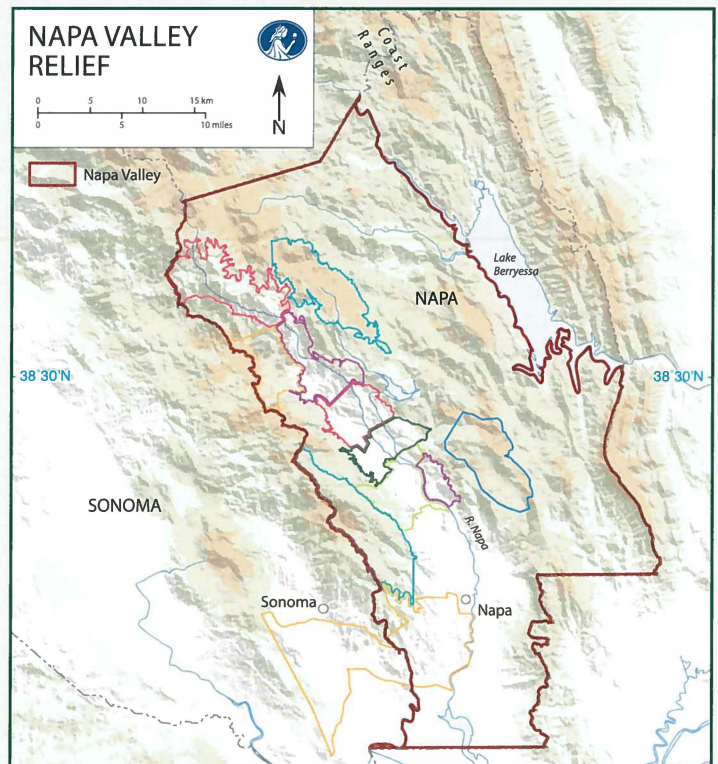 NAPA VALLEY
RELIEF
0 5 10 15 km
0 5 10 miles
N
Coast
Ranges
Napa Valley
Lake
Berryessa
NAPA
38°30'N
38°30'N
SONOMA
R. Napa
Sonoma
Napa